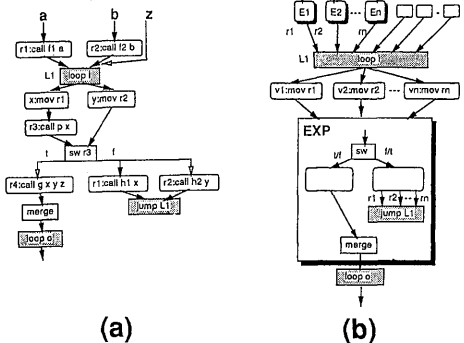 a b z
r1:call f1 a r2:call f2 b
loop i
x:mov r1 y:mov r2
r3:call p x
sw r3
t f
r4:call g x y z r1:call h1 x r2:call h2 y
merge jump L1
loop o
(a)
E1 E2 En
r1 r2 rn
L1 loop i
v1:mov r1 v2:mov r2 vn:mov rn
EXP
sw
t/f f/t
r1 r2 rn
jump L1
merge
loop o
(b)